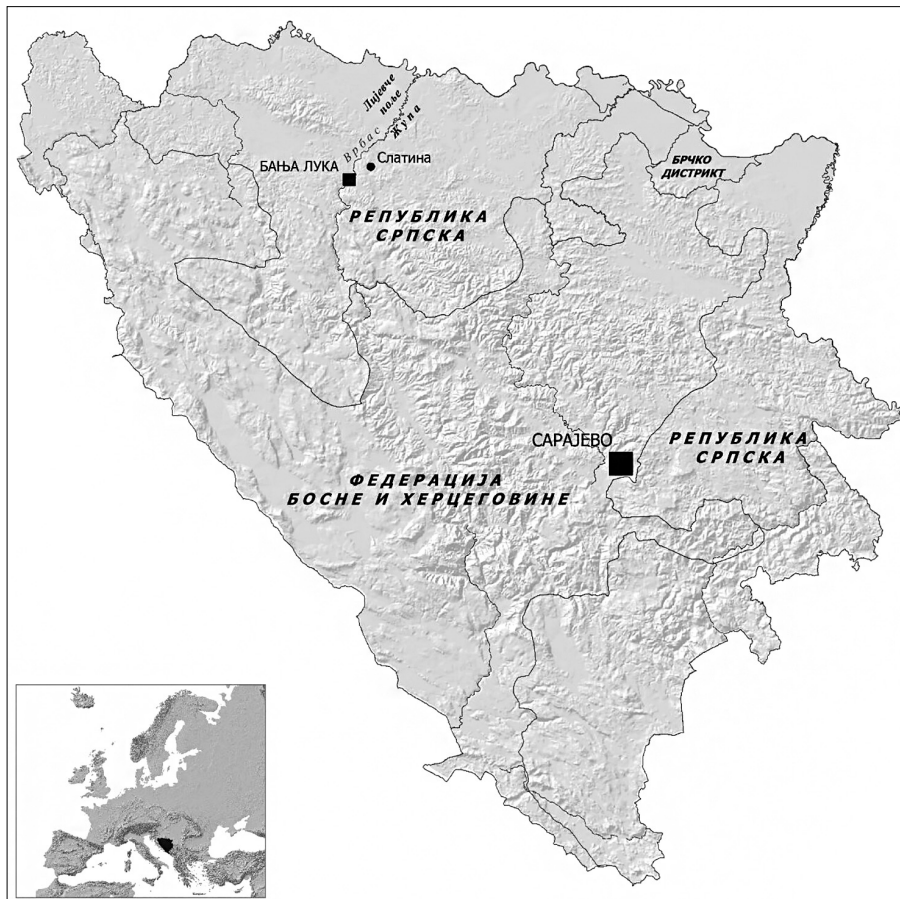 Лијевче
поље
Жупа
Врбас
Слатина
БАЊА ЛУКА
РЕПУБЛИКА
СРПСКА
БРЧКО
ДИСТРИКТ
САРАЈЕВО
РЕПУБЛИКА
СРПСКА
ФЕДЕРАЦИЈА
БОСНЕ И ХЕРЦЕГОВИНЕ